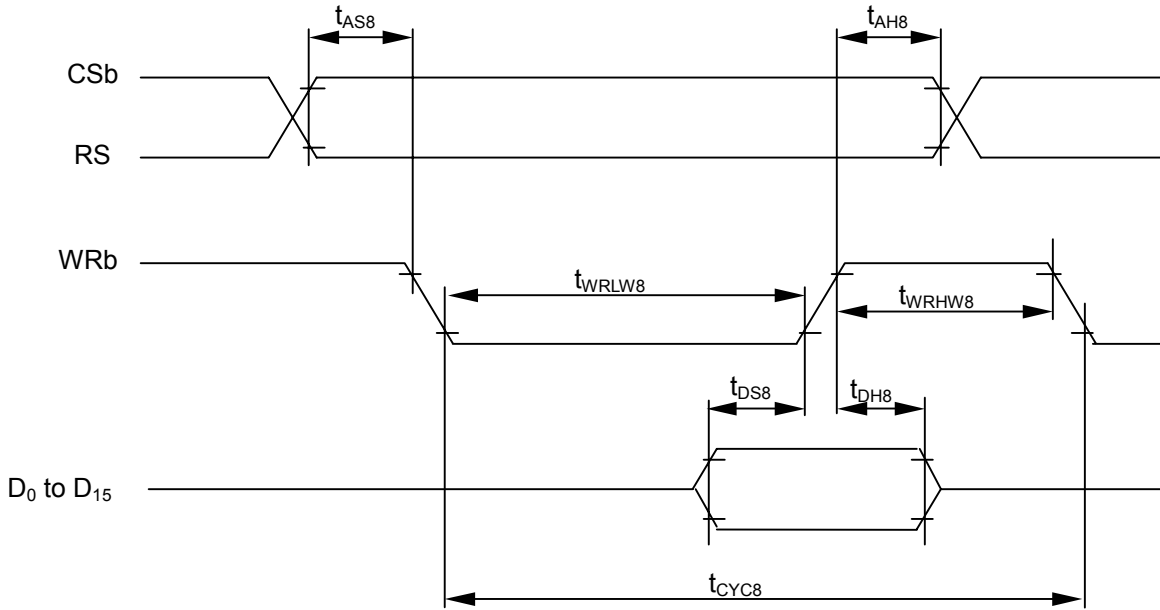 tAS8
tAH8
CSb
RS
WRb
tWRLW8
tWRHW8
tDS8
tDH8
D0 to D15
tCYC8